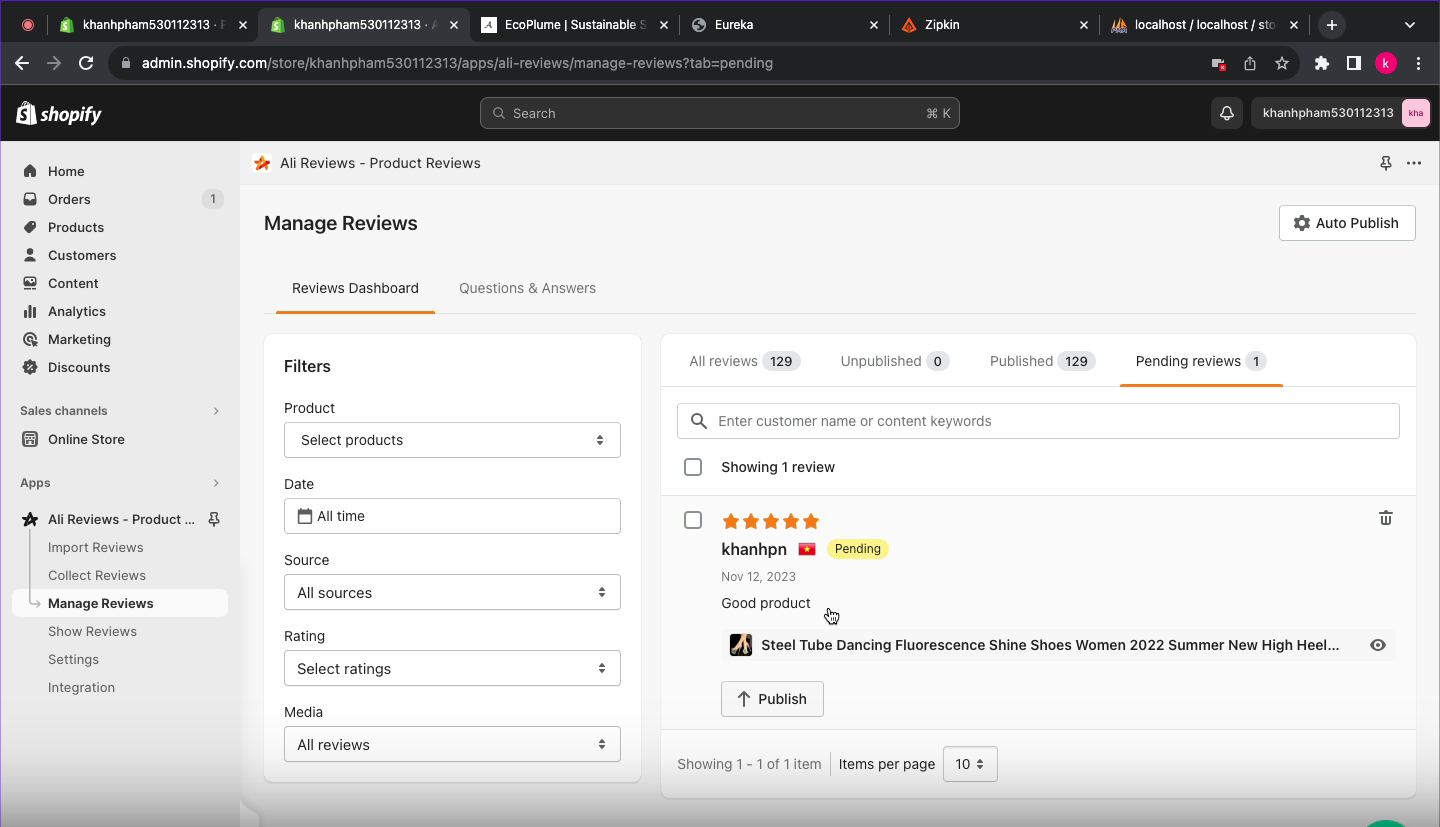 khanhpham530112313 ·
khanhpham530112313 ·
EcoPlume | Sustainable
Eureka
Zipkin
localhost / localhost / sto
admin.shopify.com/store/khanhpham530112313/apps/ali-reviews/manage-reviews?tab=pending
k
shopify
Search
⌘ K
khanhpham530112313
kha
Home
Orders
1
Products
Customers
Content
Analytics
Marketing
Discounts
Sales channels
Online Store
Apps
Ali Reviews - Product ...
Import Reviews
Collect Reviews
Manage Reviews
Show Reviews
Settings
Integration
Ali Reviews - Product Reviews
Manage Reviews
Auto Publish
Reviews Dashboard
Questions & Answers
Filters
Product
Select products
Date
All time
Source
All sources
Rating
Select ratings
Media
All reviews
All reviews 129
Unpublished 0
Published 129
Pending reviews 1
Enter customer name or content keywords
Showing 1 review
khanhpn
Pending
Nov 12, 2023
Good product
Steel Tube Dancing Fluorescence Shine Shoes Women 2022 Summer New High Heel...
Publish
Showing 1 - 1 of 1 item
Items per page
10